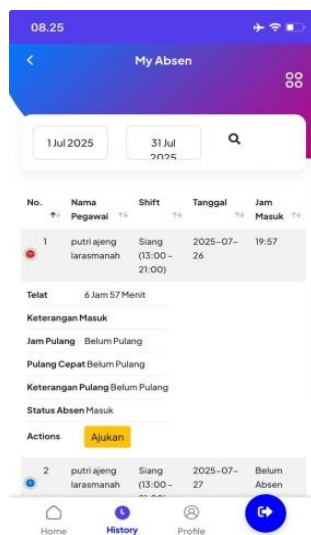 08.25
My Absen
1 Jul 2025 31 Jul
2025
No. Nama Shift Tanggal Jam
Pegawai Masuk
1 putri ajeng Siang 2025-07- 19:57
larasmanah (13:00 - 26
21:00)
Telat 6 Jam 57 Menit
Keterangan Masuk
Jam Pulang Belum Pulang
Pulang Cepat Belum Pulang
Keterangan Pulang Belum Pulang
Status Absen Masuk
Actions Ajukan
2 putri ajeng Siang 2025-07- Belum
larasmanah (13:00 - 27 Absen
Home History Profile